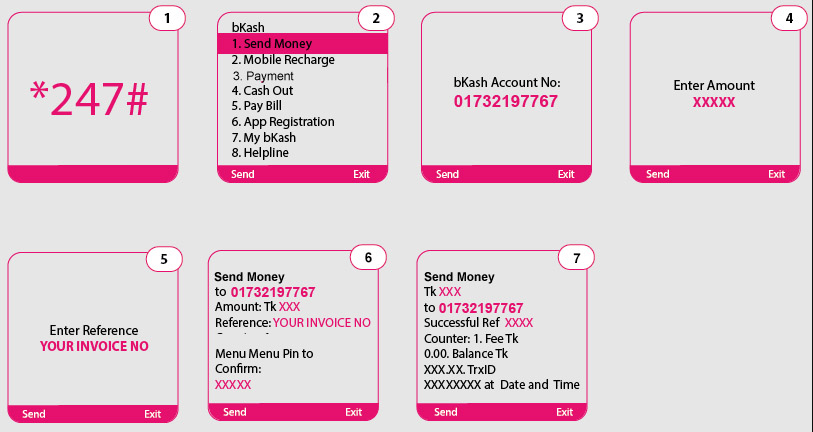 1
*247#
2
bKash
1. Send Money
2. Mobile Recharge
3. Payment
4. Cash Out
5. Pay Bill
6. App Registration
7. My bKash
8. Helpline
Send Exit
3
bKash Account No:
01732197767
Send Exit
4
Enter Amount
XXXXX
Send Exit
5
Enter Reference
YOUR INVOICE NO
Send Exit
6
Send Money
to 01732197767
Amount: Tk XXX
Reference: YOUR INVOICE NO
Menu Menu Pin to
Confirm:
XXXXX
Send Exit
7
Send Money
Tk XXX
to 01732197767
Successful Ref XXXX
Counter: 1. Fee Tk
0.00. Balance Tk
XXX.XX. TrxID
XXXXXXXX at Date and Time
Send Exit